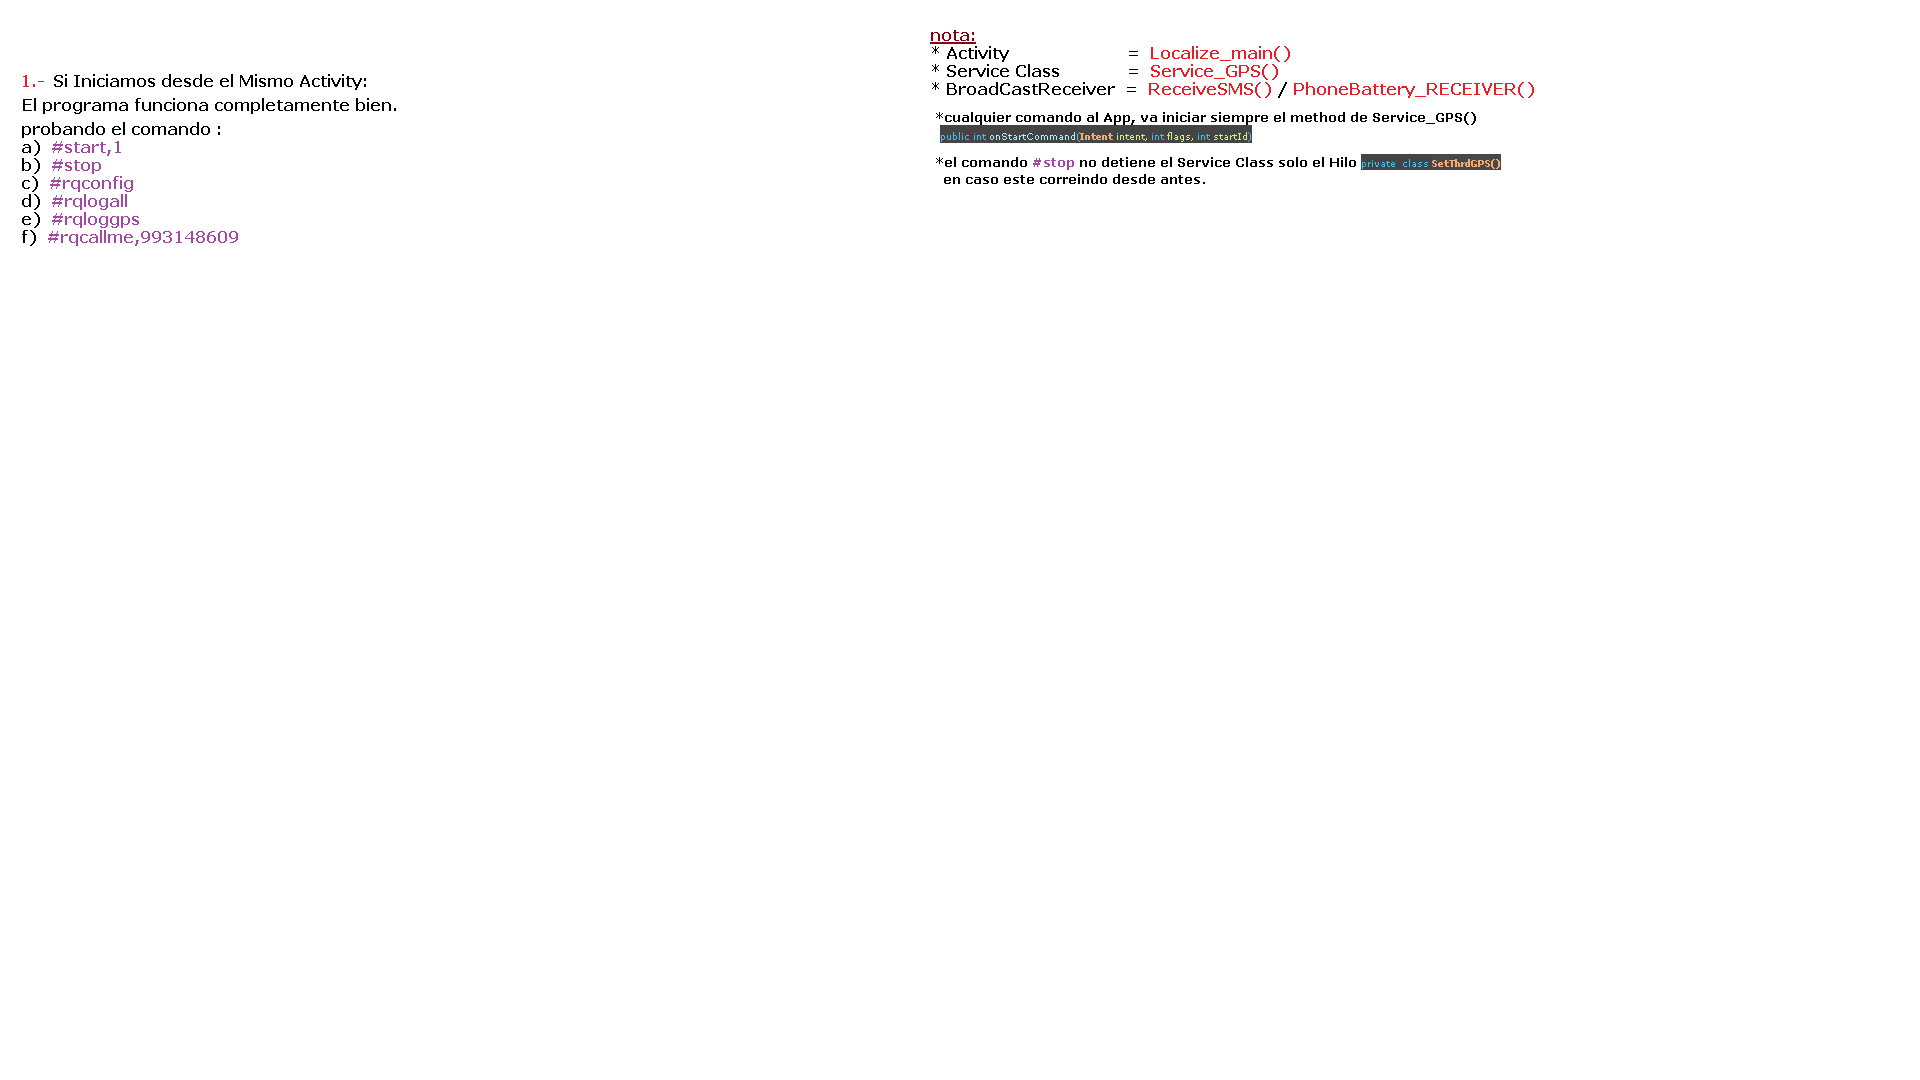 1.- Si Iniciamos desde el Mismo Activity:
El programa funciona completamente bien.
probando el comando :
a) #start,1
b) #stop
c) #rqconfig
d) #rqlogall
e) #rqloggps
f) #rqcallme,993148609
nota:
* Activity = Localize_main()
* Service Class = Service_GPS()
* BroadCastReceiver = ReceiveSMS() / PhoneBattery_RECEIVER()
*cualquier comando al App, va iniciar siempre el method de Service_GPS()
public int onStartCommand(Intent intent, int flags, int startId)
*el comando #stop no detiene el Service Class solo el Hilo private class SetThrdGPS()
en caso este correindo desde antes.